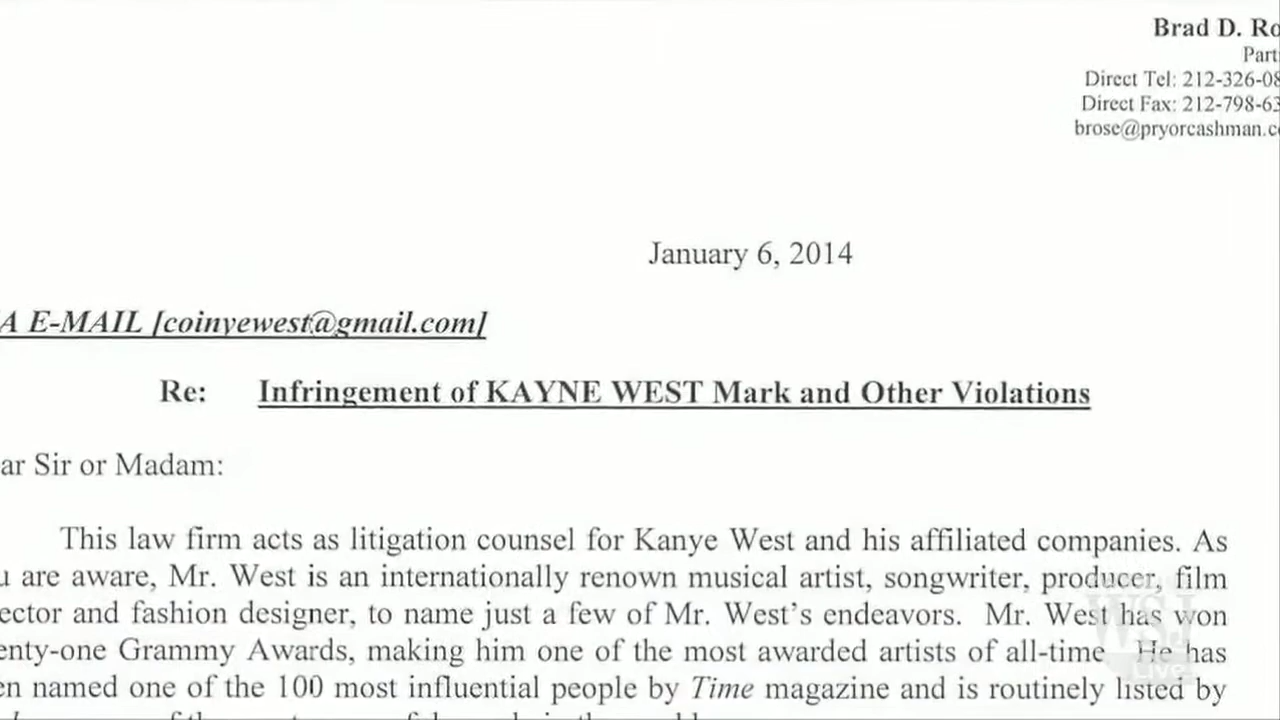 Brad D. Ro
Part
Direct Tel: 212-326-08
Direct Fax: 212-798-63
brose@pryorcashman.c
January 6, 2014
A E-MAIL [coinyewest@gmail.com]
Re: Infringement of KAYNE WEST Mark and Other Violations
ar Sir or Madam:
This law firm acts as litigation counsel for Kanye West and his affiliated companies. As
u are aware, Mr. West is an internationally renown musical artist, songwriter, producer, film
ector and fashion designer, to name just a few of Mr. West's endeavors. Mr. West has won
enty-one Grammy Awards, making him one of the most awarded artists of all-time He has
en named one of the 100 most influential people by Time magazine and is routinely listed by
WSJ
Live